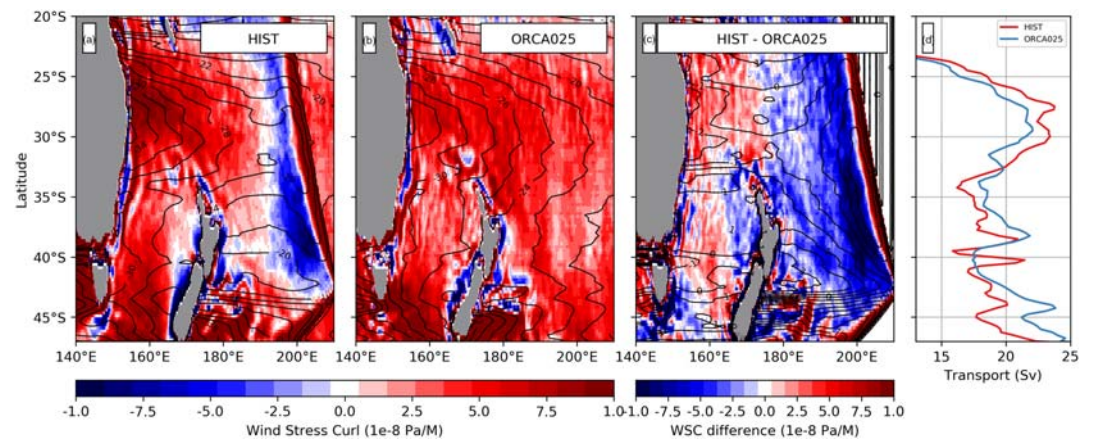 20°S
25°S
30°S
35°S
40°S
45°S
Latitude
(a)
HIST
(b)
ORCA025
(c)
HIST - ORCA025
(d)
HIST
ORCA025
140°
160°
180°
200°
140°
160°
180°
200°
140°
160°E
180°
200°
15
20
25
Transport (Sv)
-1.0 -7.5 -5.0 -2.5 0.0 2.5 5.0 7.5 1.0
Wind Stress Curl (1e-8 Pa/M)
-1.0 -7.5 -5.0 -2.5 0.0 2.5 5.0 7.5 1.0
WSC difference (1e-8 Pa/M)